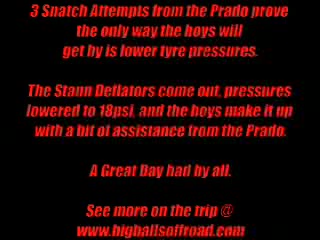 3 Snatch Attempts from the Prado prove
the only way the boys will
get by is lower tyre pressures.
The Stann Deflators come out, pressures
lowered to 18psi, and the boys make it up
with a bit of assistance from the Prado.
A Great Day had by all.
See more on the trip @
www.bigballsoffroad.com